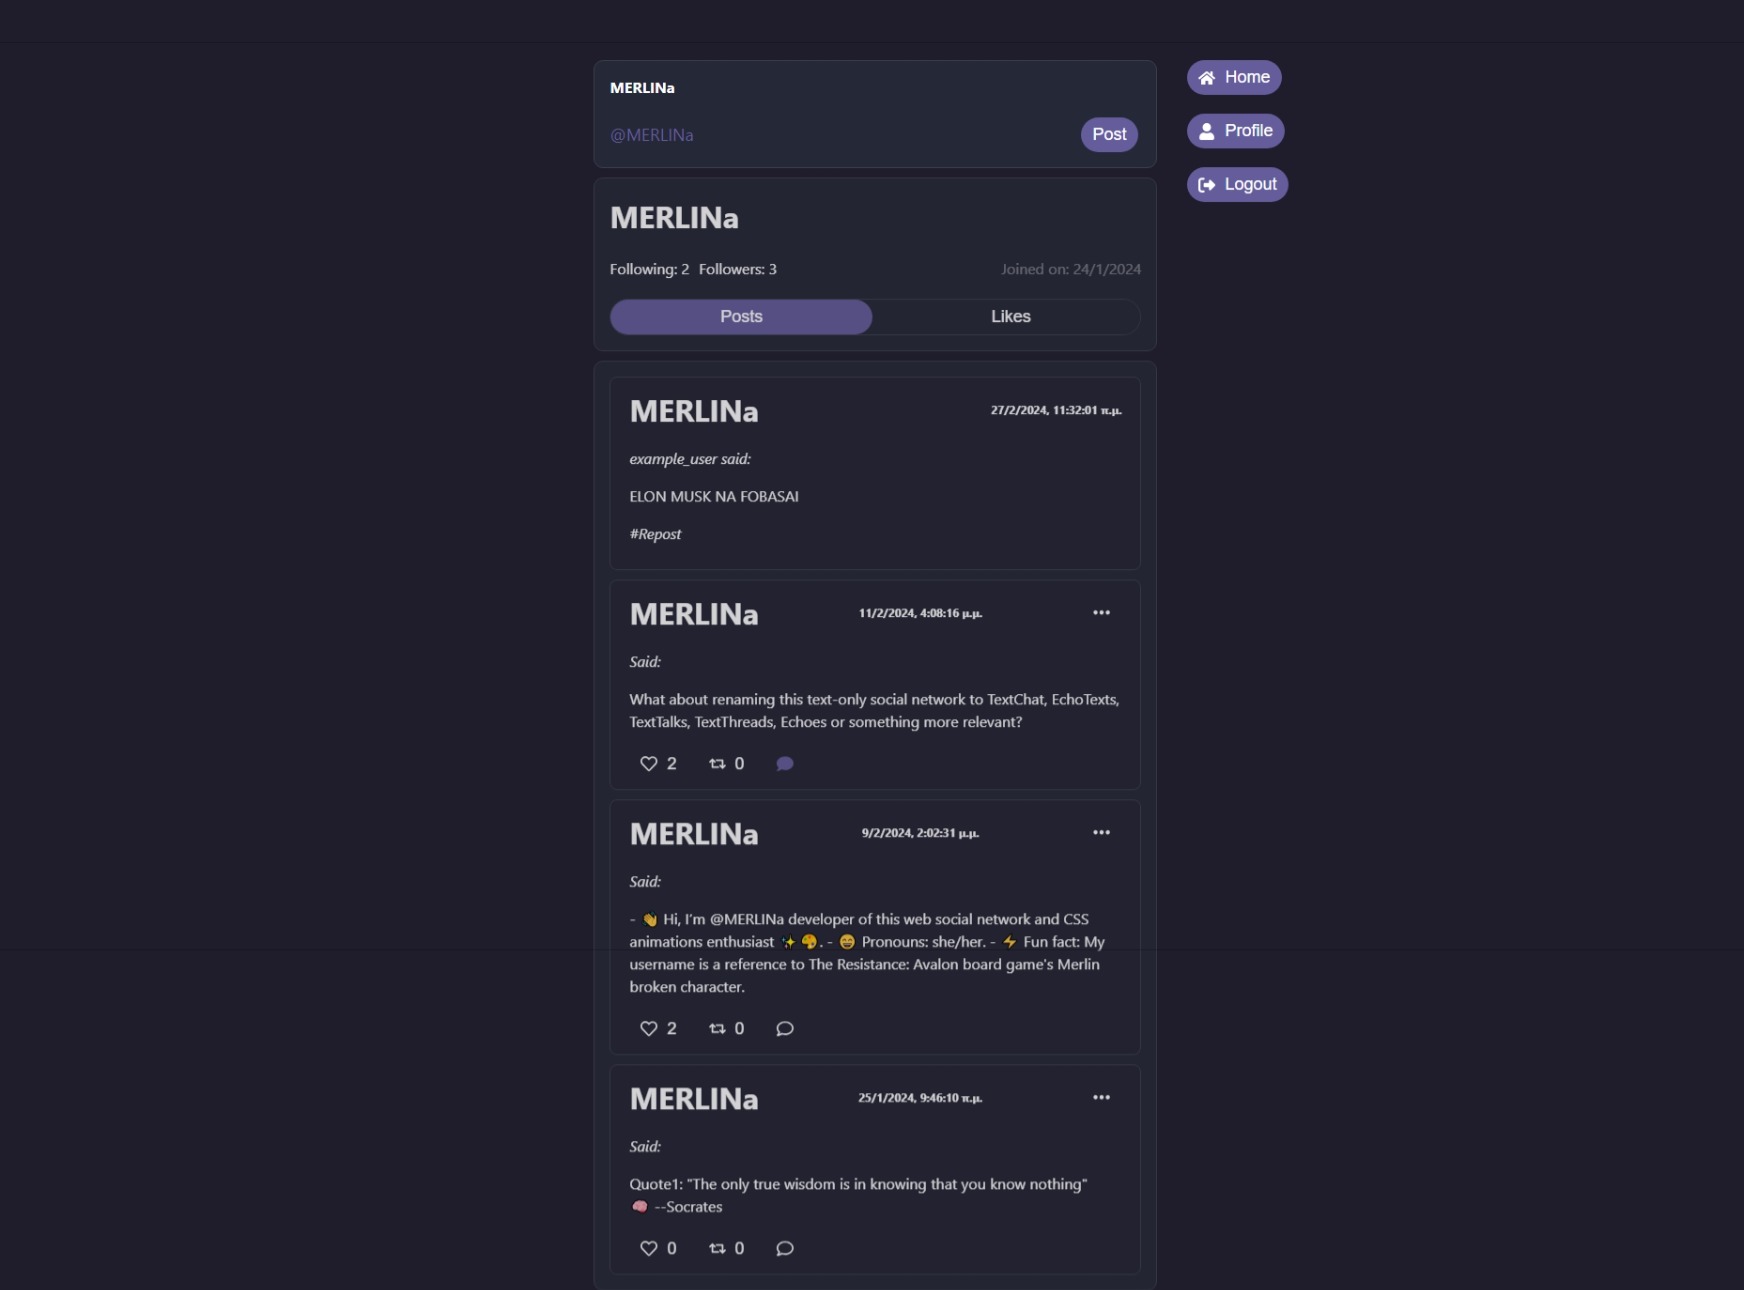 MERLINa
@MERLINa
Post
Home
Profile
Logout
MERLINa
Following: 2 Followers: 3
Joined on: 24/1/2024
Posts
Likes
MERLINa
27/2/2024, 11:32:01 π.μ.
example_user said:
ELON MUSK NA FOBASAI
#Repost
MERLINa
11/2/2024, 4:08:16 μ.μ.
Said:
What about renaming this text-only social network to TextChat, EchoTexts,
TextTalks, TextThreads, Echoes or something more relevant?
2
0
MERLINa
9/2/2024, 2:02:31 μ.μ.
Said:
- 👋 Hi, I'm @MERLINa developer of this web social network and CSS
animations enthusiast ✨🎨. - 😄 Pronouns: she/her. - ⚡ Fun fact: My
username is a reference to The Resistance: Avalon board game's Merlin
broken character.
2
0
MERLINa
25/1/2024, 9:46:10 π.μ.
Said:
Quote1: "The only true wisdom is in knowing that you know nothing"
🧠 --Socrates
0
0